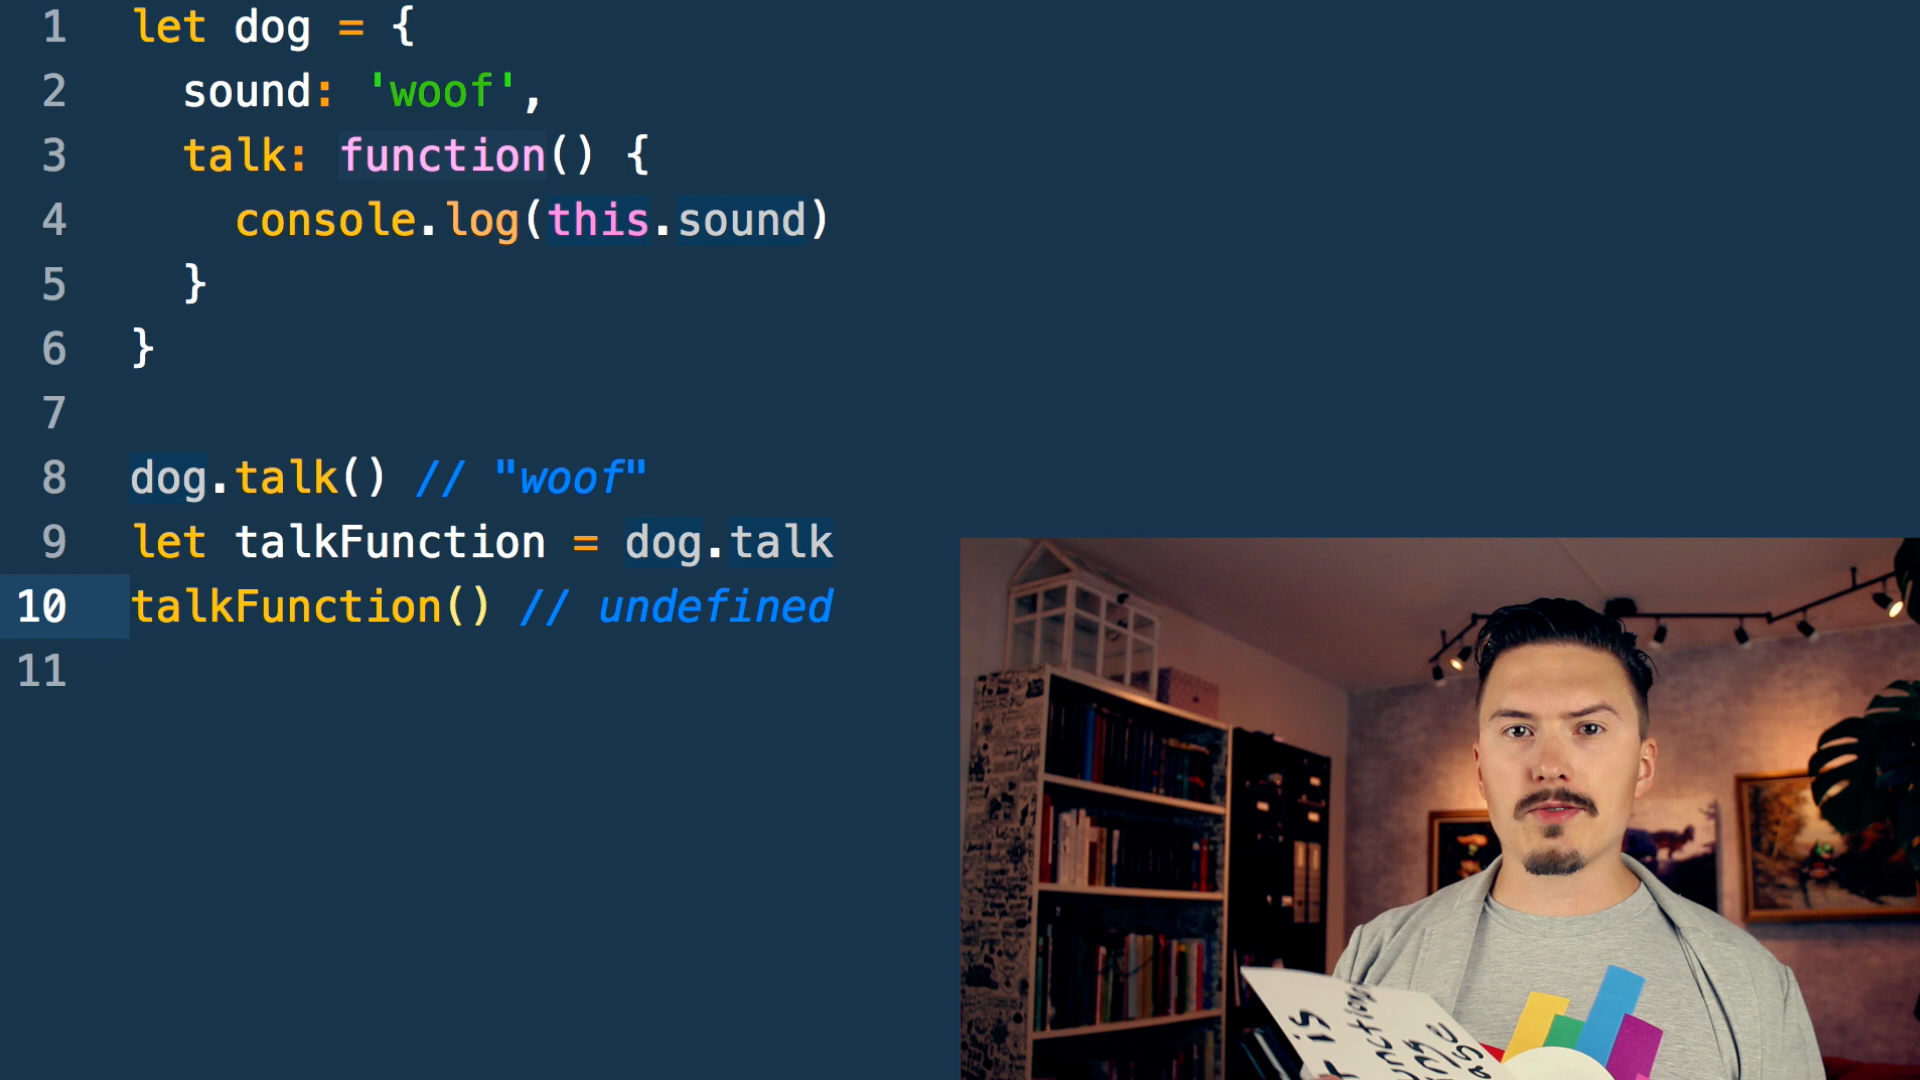 1 let dog = {
2 sound: 'woof',
3 talk: function() {
4 console.log(this.sound)
5 }
6 }
7
8 dog.talk() // "woof"
9 let talkFunction = dog.talk
10 talkFunction() // undefined
11
is